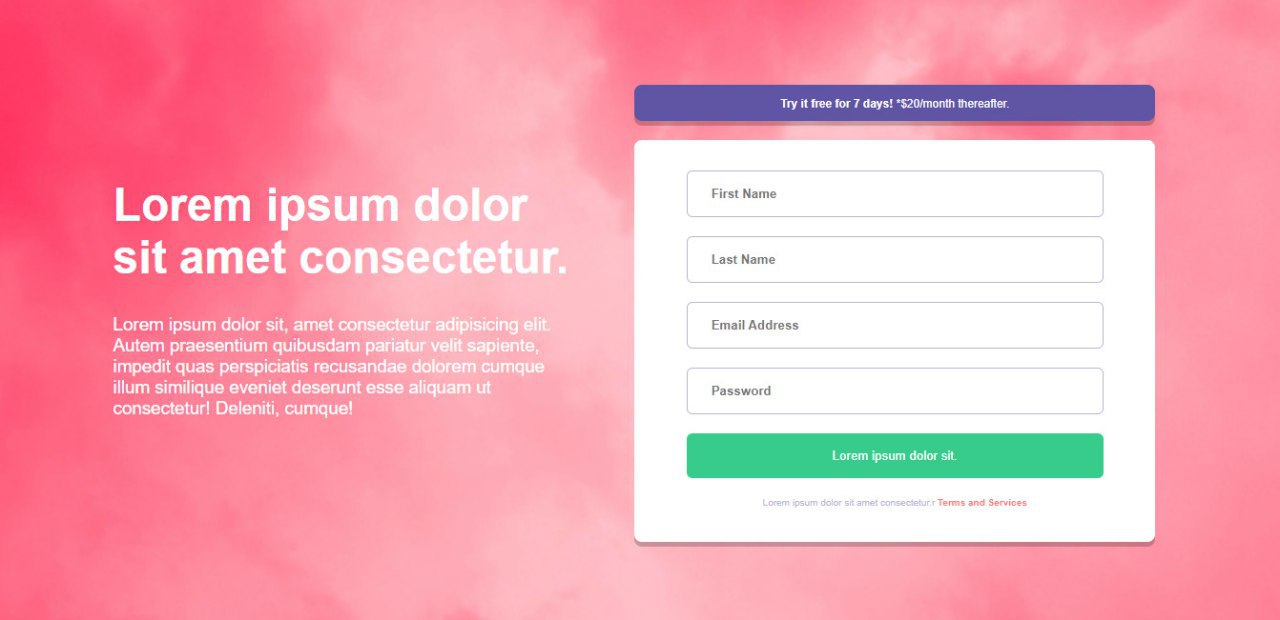 Lorem ipsum dolor
sit amet consectetur.
Lorem ipsum dolor sit, amet consectetur adipisicing elit.
Autem praesentium quibusdam pariatur velit sapiente,
impedit quas perspiciatis recusandae dolorem cumque
illum similique eveniet deserunt esse aliquam ut
consectetur! Deleniti, cumque!
Try it free for 7 days! *$20/month thereafter.
First Name
Last Name
Email Address
Password
Lorem ipsum dolor sit.
Lorem ipsum dolor sit amet consectetur.r Terms and Services